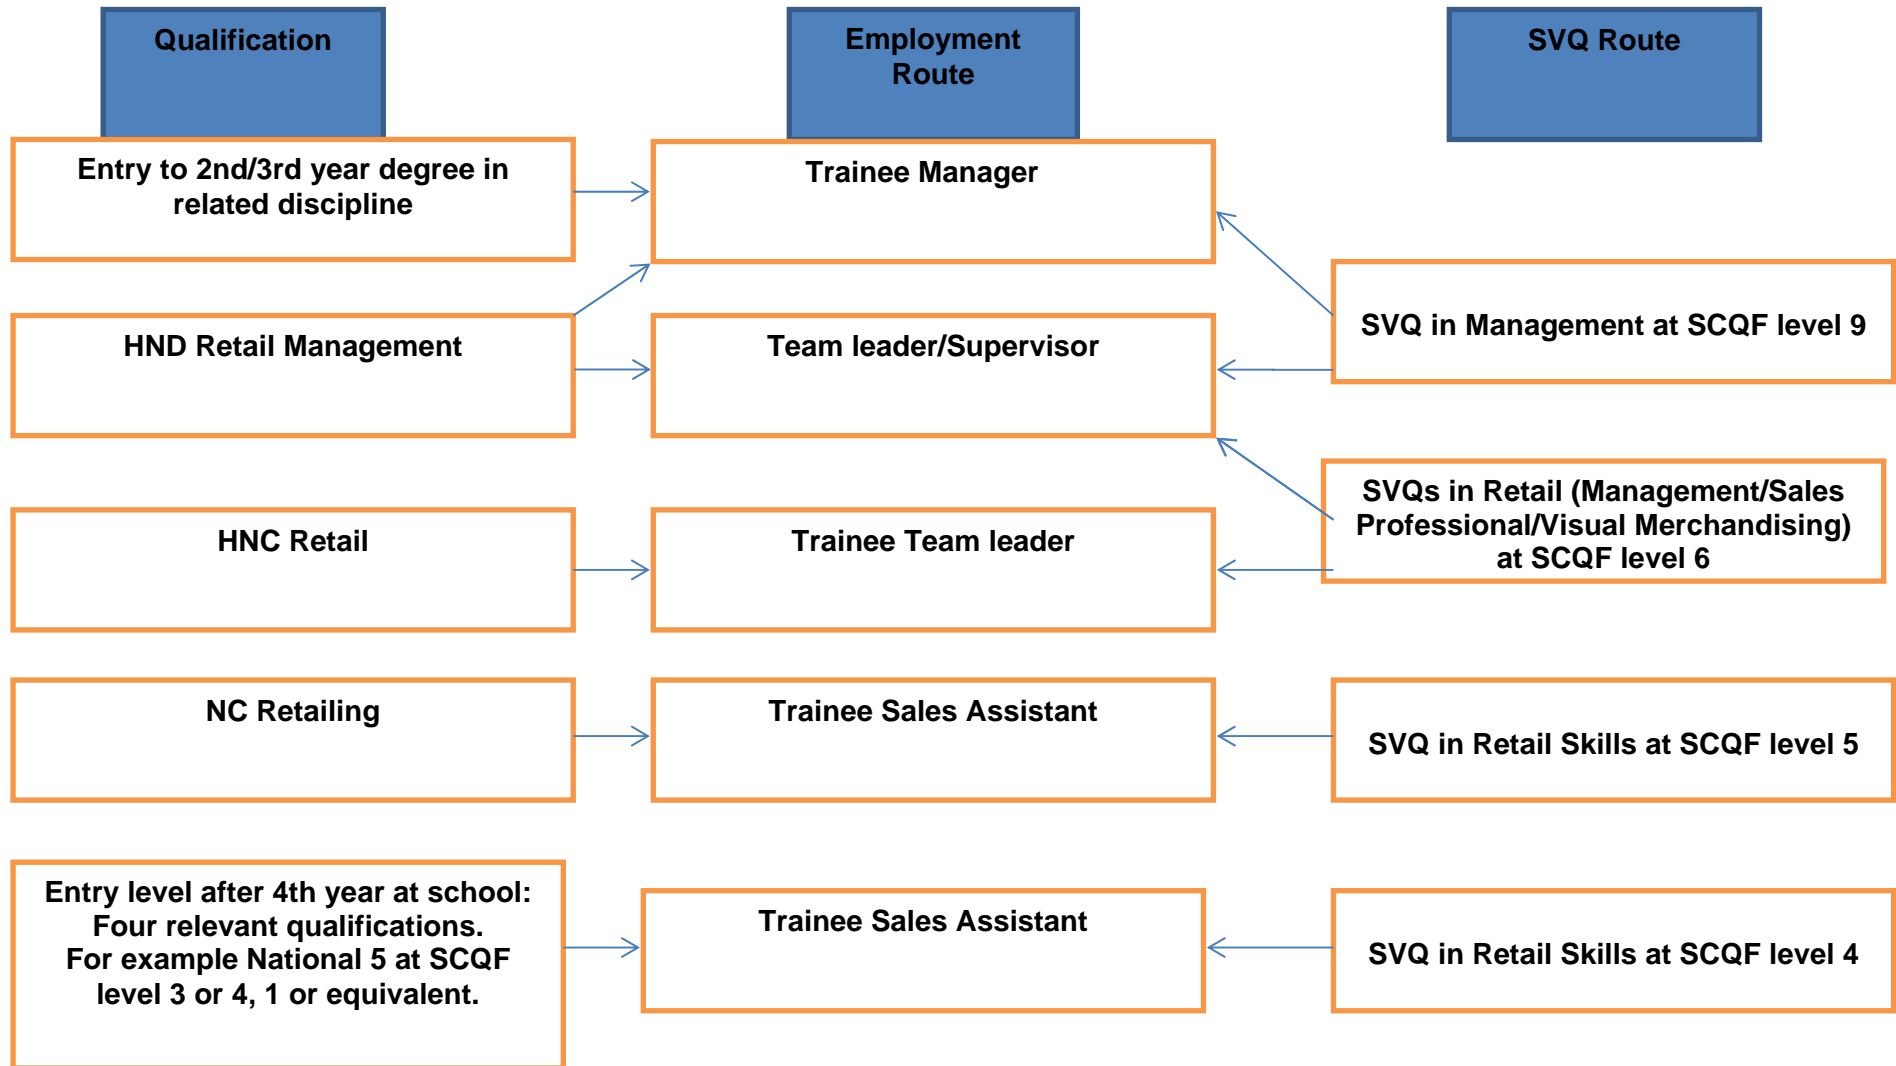 Qualification
Employment
Route
SVQ Route
Entry to 2nd/3rd year degree in
related discipline
Trainee Manager
SVQ in Management at SCQF level 9
HND Retail Management
Team leader/Supervisor
SVQs in Retail (Management/Sales
Professional/Visual Merchandising)
at SCQF level 6
HNC Retail
Trainee Team leader
NC Retailing
Trainee Sales Assistant
SVQ in Retail Skills at SCQF level 5
Entry level after 4th year at school:
Four relevant qualifications.
For example National 5 at SCQF
level 3 or 4, 1 or equivalent.
Trainee Sales Assistant
SVQ in Retail Skills at SCQF level 4